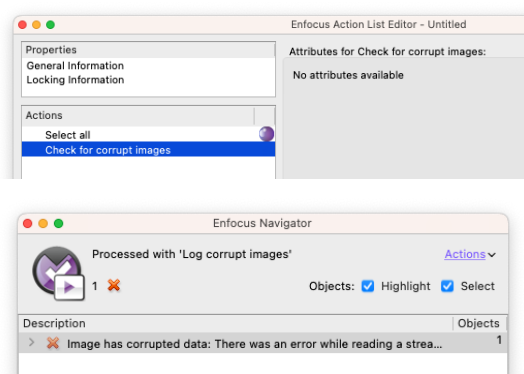 Enfocus Action List Editor - Untitled
Properties
General Information
Locking Information
Attributes for Check for corrupt images:
No attributes available
Actions
Select all
Check for corrupt images
Enfocus Navigator
Processed with 'Log corrupt images'
Actions
1
Objects: Highlight Select
Description Objects
Image has corrupted data: There was an error while reading a strea... 1